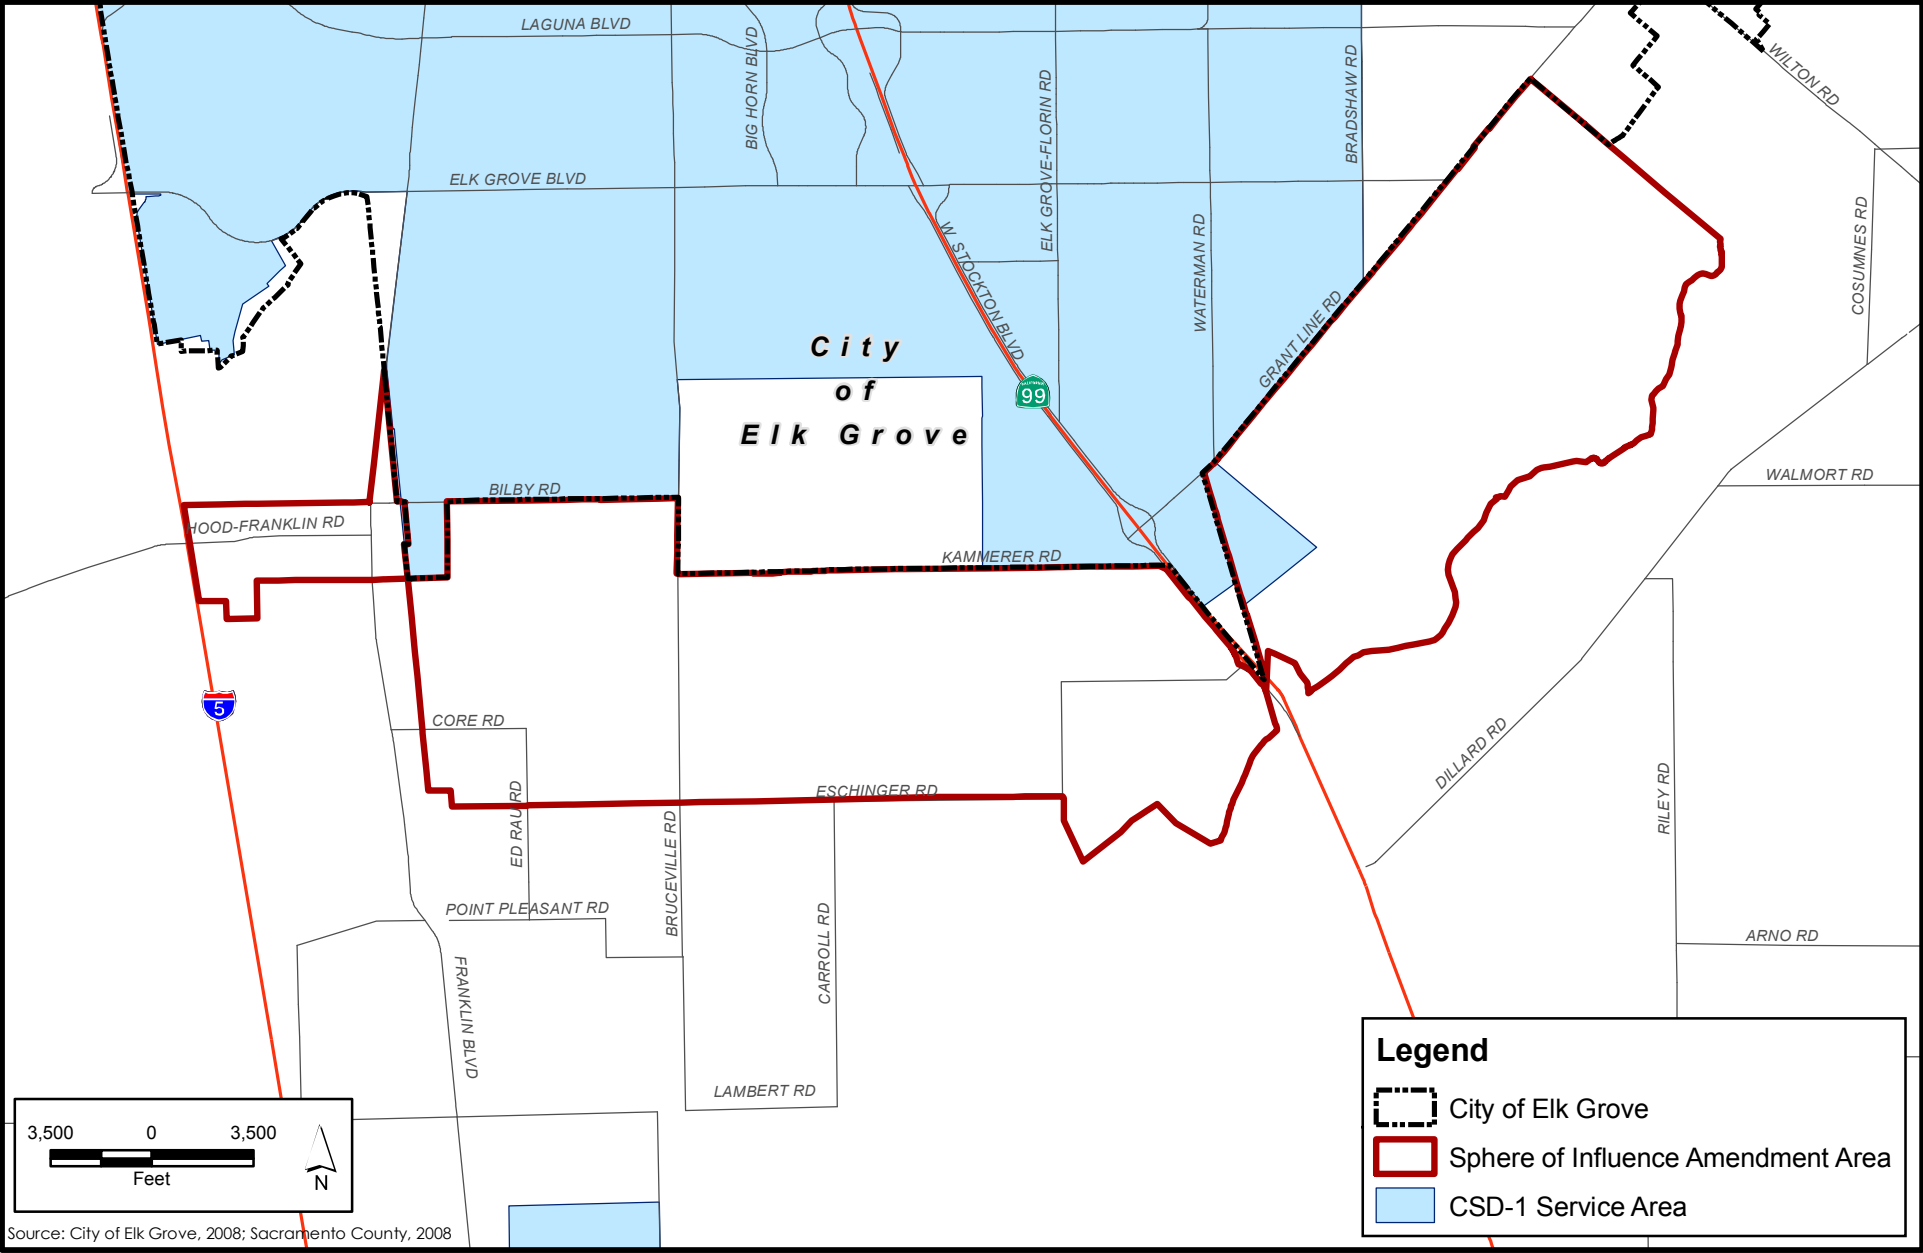 LAGUNA BLVD
BIG HORN BLVD
ELK GROVE-FLORIN RD
BRADSHAW RD
WILTON RD
ELK GROVE BLVD
W. STOCKTON BLVD
WATERMAN RD
COSUMNES RD
GRANT LINE RD
City
of
Elk Grove
99
BILBY RD
HOOD-FRANKLIN RD
KAMMERER RD
WALMORT RD
5
CORE RD
ED RAU RD
ESCHINGER RD
DILLARD RD
RILEY RD
BRUCEVILLE RD
POINT PLEASANT RD
CARROLL RD
FRANKLIN BLVD
ARNO RD
LAMBERT RD
Legend
City of Elk Grove
Sphere of Influence Amendment Area
CSD-1 Service Area
3,500 0 3,500
Feet
N
Source: City of Elk Grove, 2008; Sacramento County, 2008